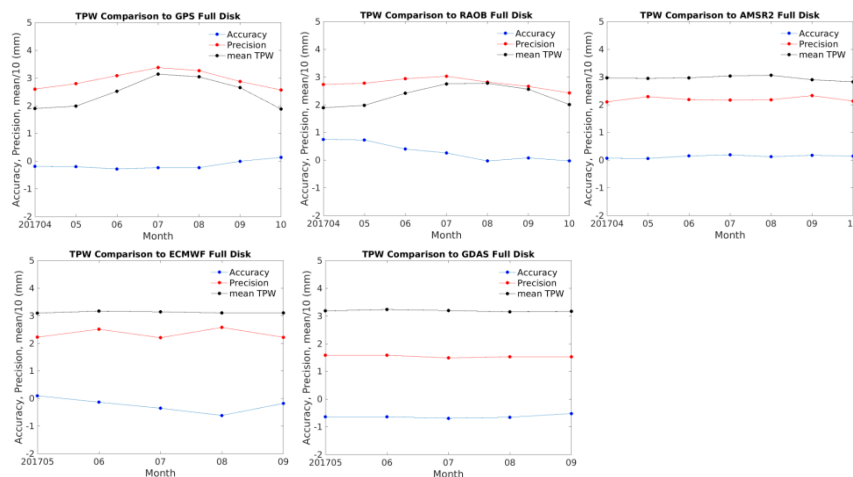 TPW Comparison to GPS Full Disk
Accuracy, Precision, mean/10 (mm)
5
4
3
2
1
0
-1
-2
Accuracy
Precision
mean TPW
201704 05 06 07 08 09 10
Month
TPW Comparison to RAOB Full Disk
Accuracy, Precision, mean/10 (mm)
5
4
3
2
1
0
-1
-2
Accuracy
Precision
mean TPW
201704 05 06 07 08 09 10
Month
TPW Comparison to AMSR2 Full Disk
Accuracy, Precision, mean/10 (mm)
5
4
3
2
1
0
-1
-2
Accuracy
Precision
mean TPW
201704 05 06 07 08 09 1
Month
TPW Comparison to ECMWF Full Disk
Accuracy, Precision, mean/10 (mm)
5
4
3
2
1
0
-1
-2
Accuracy
Precision
mean TPW
201705 06 07 08 09
Month
TPW Comparison to GDAS Full Disk
Accuracy, Precision, mean/10 (mm)
5
4
3
2
1
0
-1
-2
Accuracy
Precision
mean TPW
201705 06 07 08 09
Month